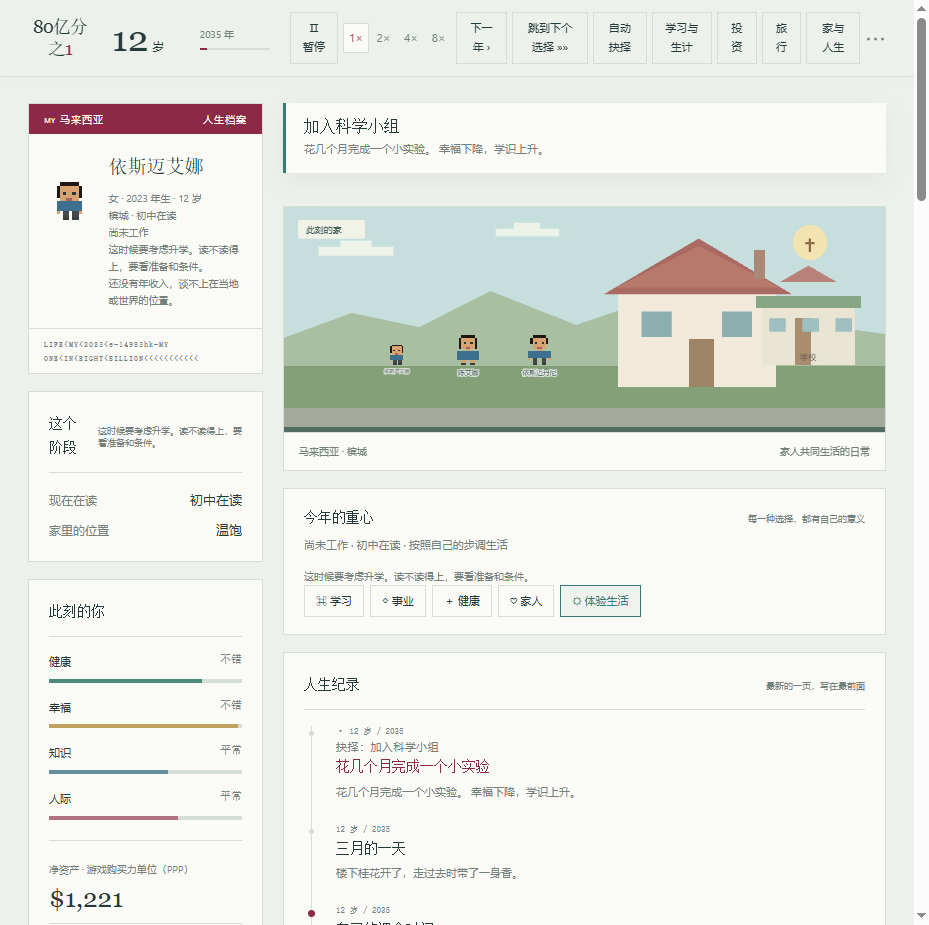 80亿分
之1
12 岁
2035 年
II
暂停
1×
2×
4×
8×
下一
年 ›
跳到下个
选择 »»
自动
抉择
学习与
生计
投
资
旅
行
家与
人生
···
MY 马来西亚
人生档案
依斯迈艾娜
女 · 2023 年生 · 12 岁
槟城 · 初中在读
尚未工作
这时候要考虑升学。读不读得
上，要看准备和条件。
还没有年收入，谈不上在当地
或世界的位置。
LIFE<MY<2023<e-14983hk-MY
ONE<IN<EIGHT<BILLION<<<<<<<<<<<
这个
阶段
这时候要考虑升学。读不读得上，要
看准备和条件。
现在在读
初中在读
家里的位置
温饱
此刻的你
健康
不错
幸福
不错
知识
平常
人际
平常
净资产 · 游戏购买力单位（PPP）
$1,221
加入科学小组
花几个月完成一个小实验。 幸福下降，学识上升。
此刻的家
学校
马来西亚 · 槟城
家人共同生活的日常
今年的重心
每一种选择，都有自己的意义
尚未工作 · 初中在读 · 按照自己的步调生活
这时候要考虑升学。读不读得上，要看准备和条件。
⌘ 学习
⋄ 事业
+ 健康
♡ 家人
☼ 体验生活
人生纪录
最新的一页，写在最前面
· 12 岁 / 2035
抉择：加入科学小组
花几个月完成一个小实验
花几个月完成一个小实验。 幸福下降，学识上升。
12 岁 / 2035
三月的一天
楼下桂花开了，走过去时带了一身香。
12 岁 / 2035